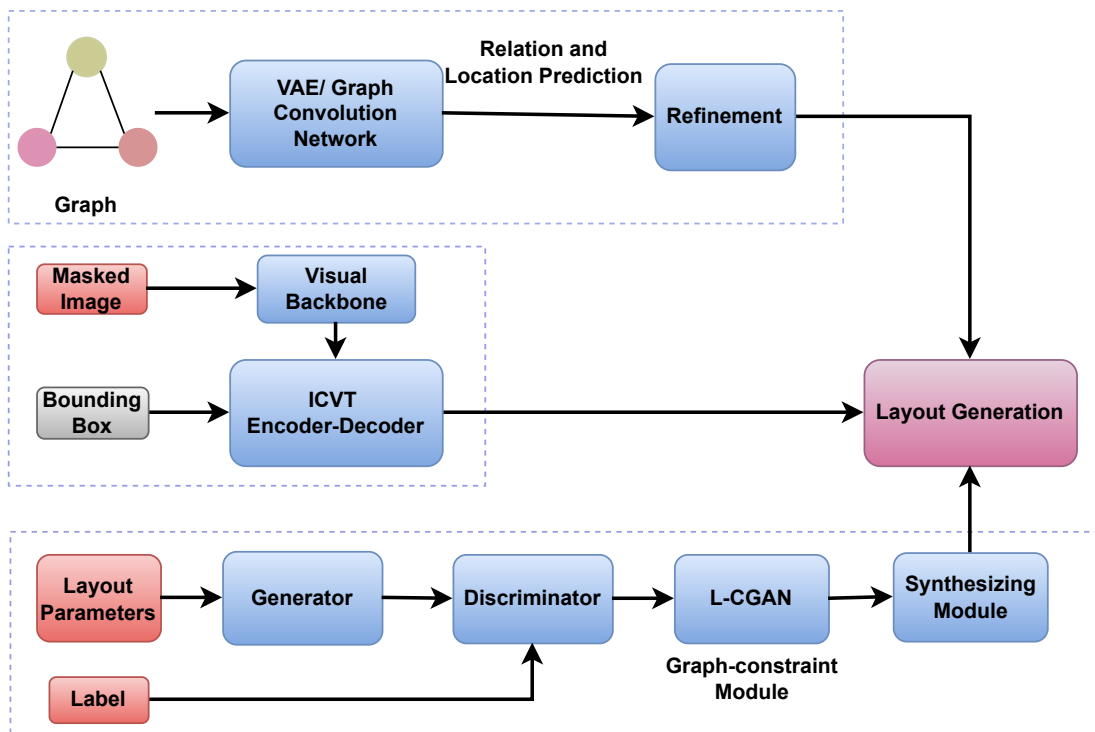 Relation and
Location Prediction
VAE/ Graph
Convolution
Network
Refinement
Graph
Masked
Image
Visual
Backbone
Bounding
Box
ICVT
Encoder-Decoder
Layout Generation
Layout
Parameters
Generator
Discriminator
L-CGAN
Synthesizing
Module
Graph-constraint
Module
Label